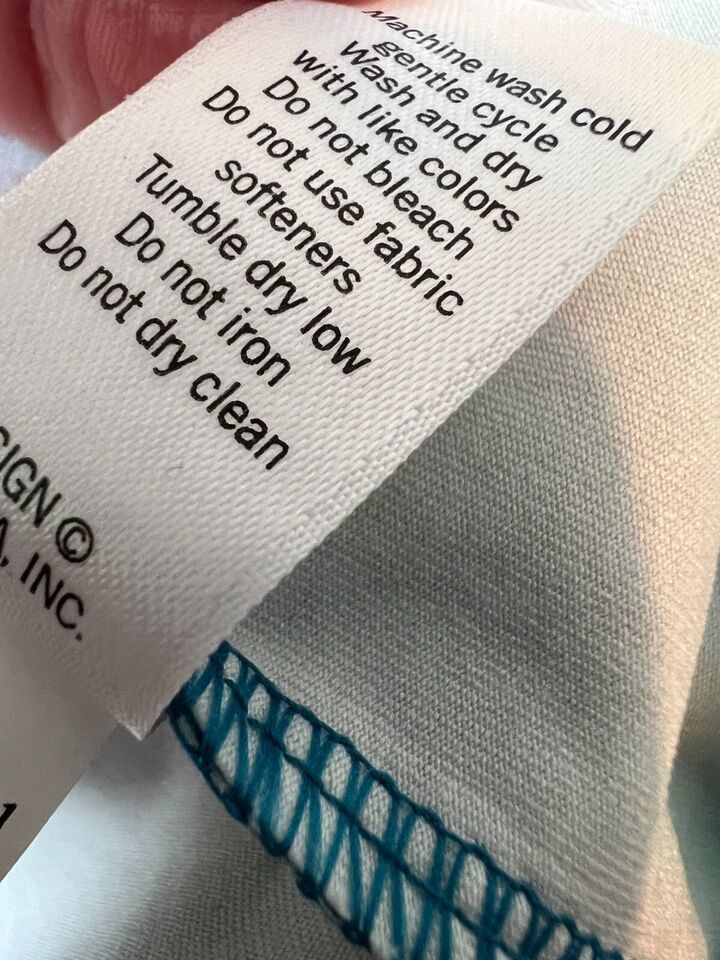 Machine wash cold
gentle cycle
Wash and dry
with like colors
Do not bleach
Do not use fabric
softeners
Tumble dry low
Do not iron
Do not dry clean
©
INC.